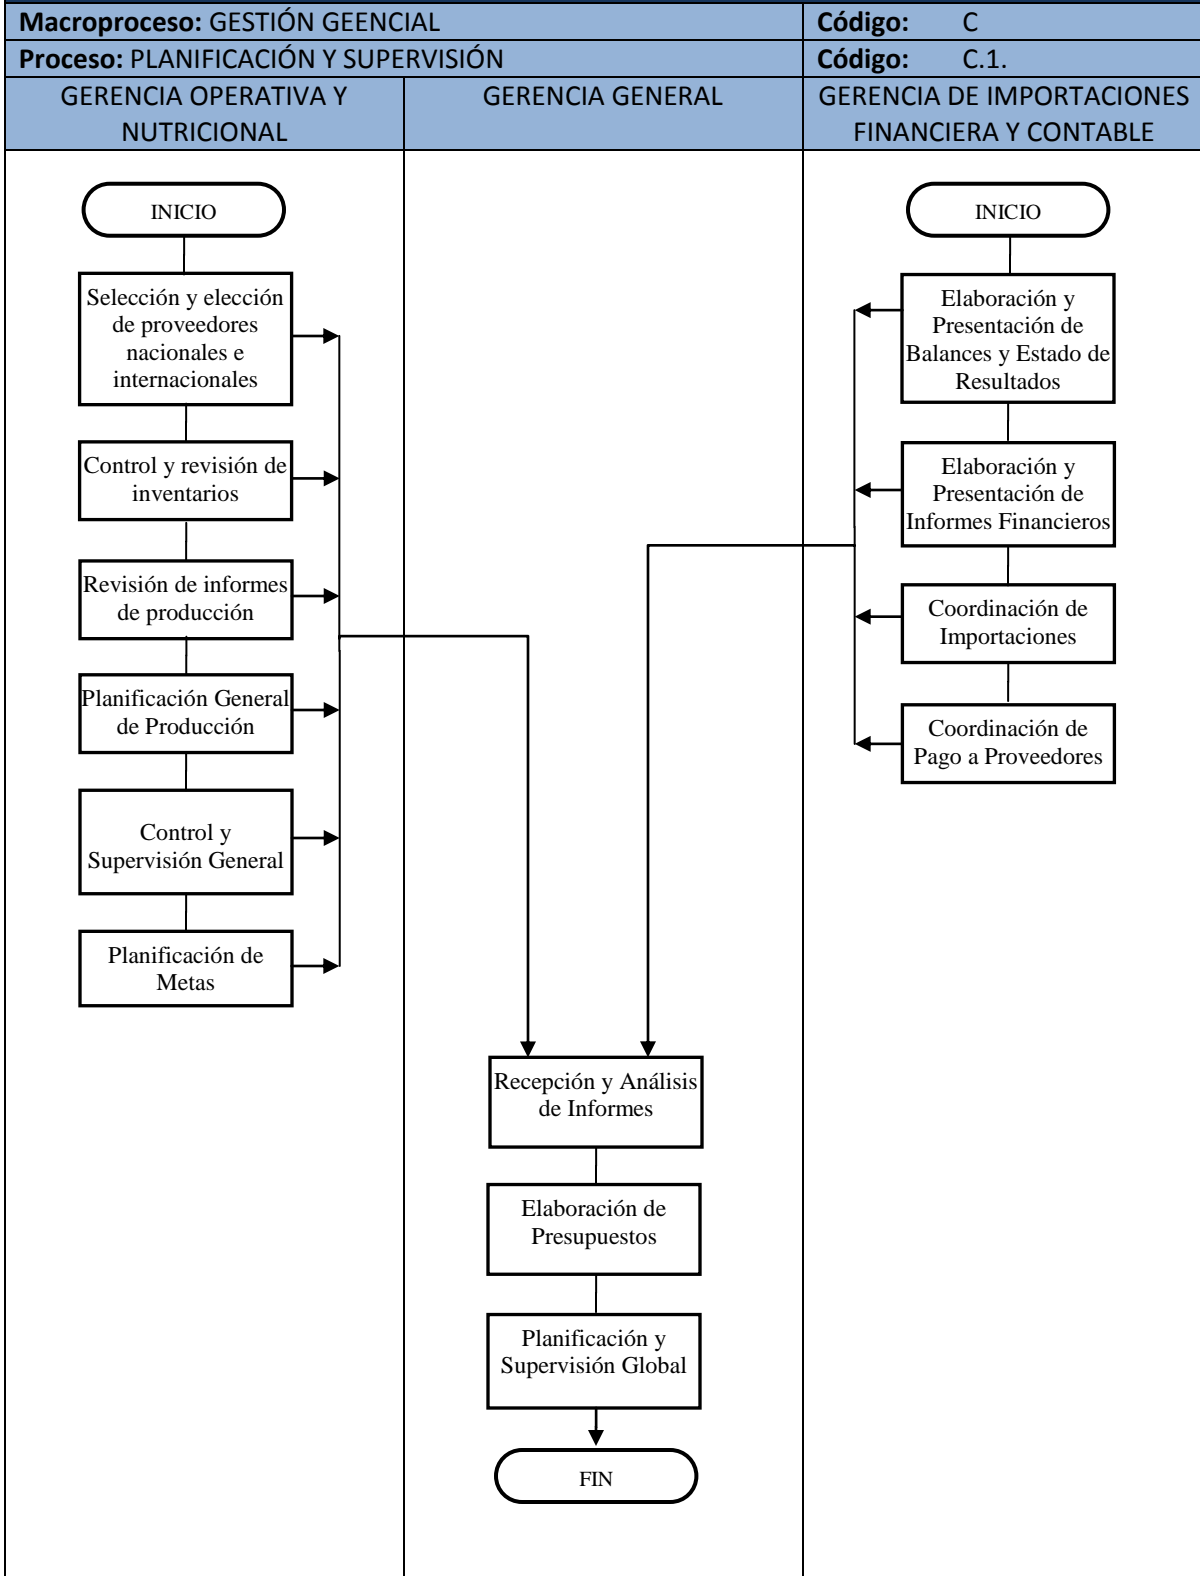 Macroproceso: GESTIÓN GEENCIAL
Código: C
Proceso: PLANIFICACIÓN Y SUPERVISIÓN
Código: C.1.
GERENCIA OPERATIVA Y
NUTRICIONAL
GERENCIA GENERAL
GERENCIA DE IMPORTACIONES
FINANCIERA Y CONTABLE
INICIO
Selección y elección
de proveedores
nacionales e
internacionales
Control y revisión de
inventarios
Revisión de informes
de producción
Planificación General
de Producción
Control y
Supervisión General
Planificación de
Metas
Recepción y Análisis
de Informes
Elaboración de
Presupuestos
Planificación y
Supervisión Global
FIN
INICIO
Elaboración y
Presentación de
Balances y Estado de
Resultados
Elaboración y
Presentación de
Informes Financieros
Coordinación de
Importaciones
Coordinación de
Pago a Proveedores